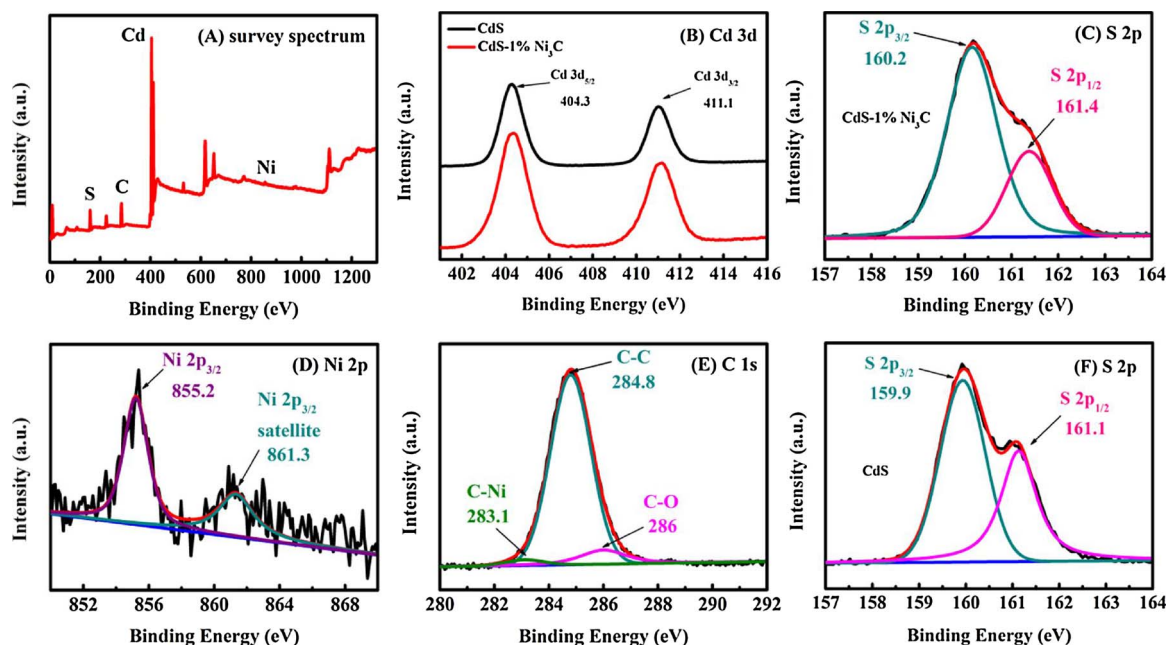 (A) survey spectrum
Cd
S
C
Ni
Intensity (a.u.)
0 200 400 600 800 1000 1200
Binding Energy (eV)
(B) Cd 3d
CdS
CdS-1% Ni₃C
Cd 3d₅/₂
404.3
Cd 3d₃/₂
411.1
Intensity (a.u.)
402 404 406 408 410 412 414 416
Binding Energy (eV)
(C) S 2p
S 2p₃/₂
160.2
S 2p₁/₂
161.4
CdS-1% Ni₃C
Intensity (a.u.)
157 158 159 160 161 162 163 164
Binding Energy (eV)
(D) Ni 2p
Ni 2p₃/₂
855.2
Ni 2p₃/₂
satellite
861.3
Intensity (a.u.)
852 856 860 864 868
Binding Energy (eV)
(E) C 1s
C-C
284.8
C-Ni
283.1
C-O
286
Intensity (a.u.)
280 282 284 286 288 290 292
Binding Energy (eV)
(F) S 2p
S 2p₃/₂
159.9
S 2p₁/₂
161.1
CdS
Intensity (a.u.)
157 158 159 160 161 162 163 164
Binding Energy (eV)